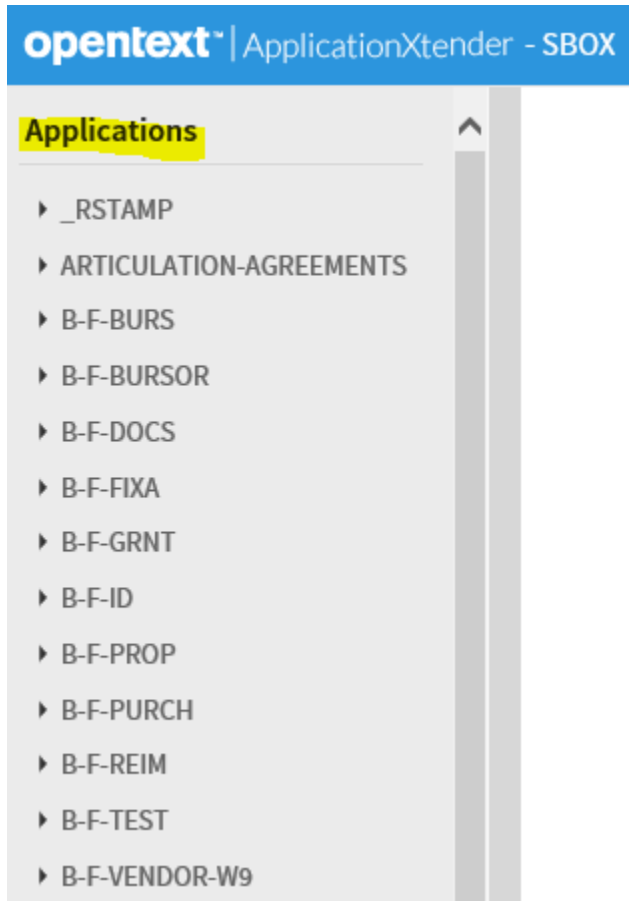 opentext™ | ApplicationXtender - SBOX
Applications
_RSTAMP
ARTICULATION-AGREEMENTS
B-F-BURS
B-F-BURSOR
B-F-DOCS
B-F-FIXA
B-F-GRNT
B-F-ID
B-F-PROP
B-F-PURCH
B-F-REIM
B-F-TEST
B-F-VENDOR-W9